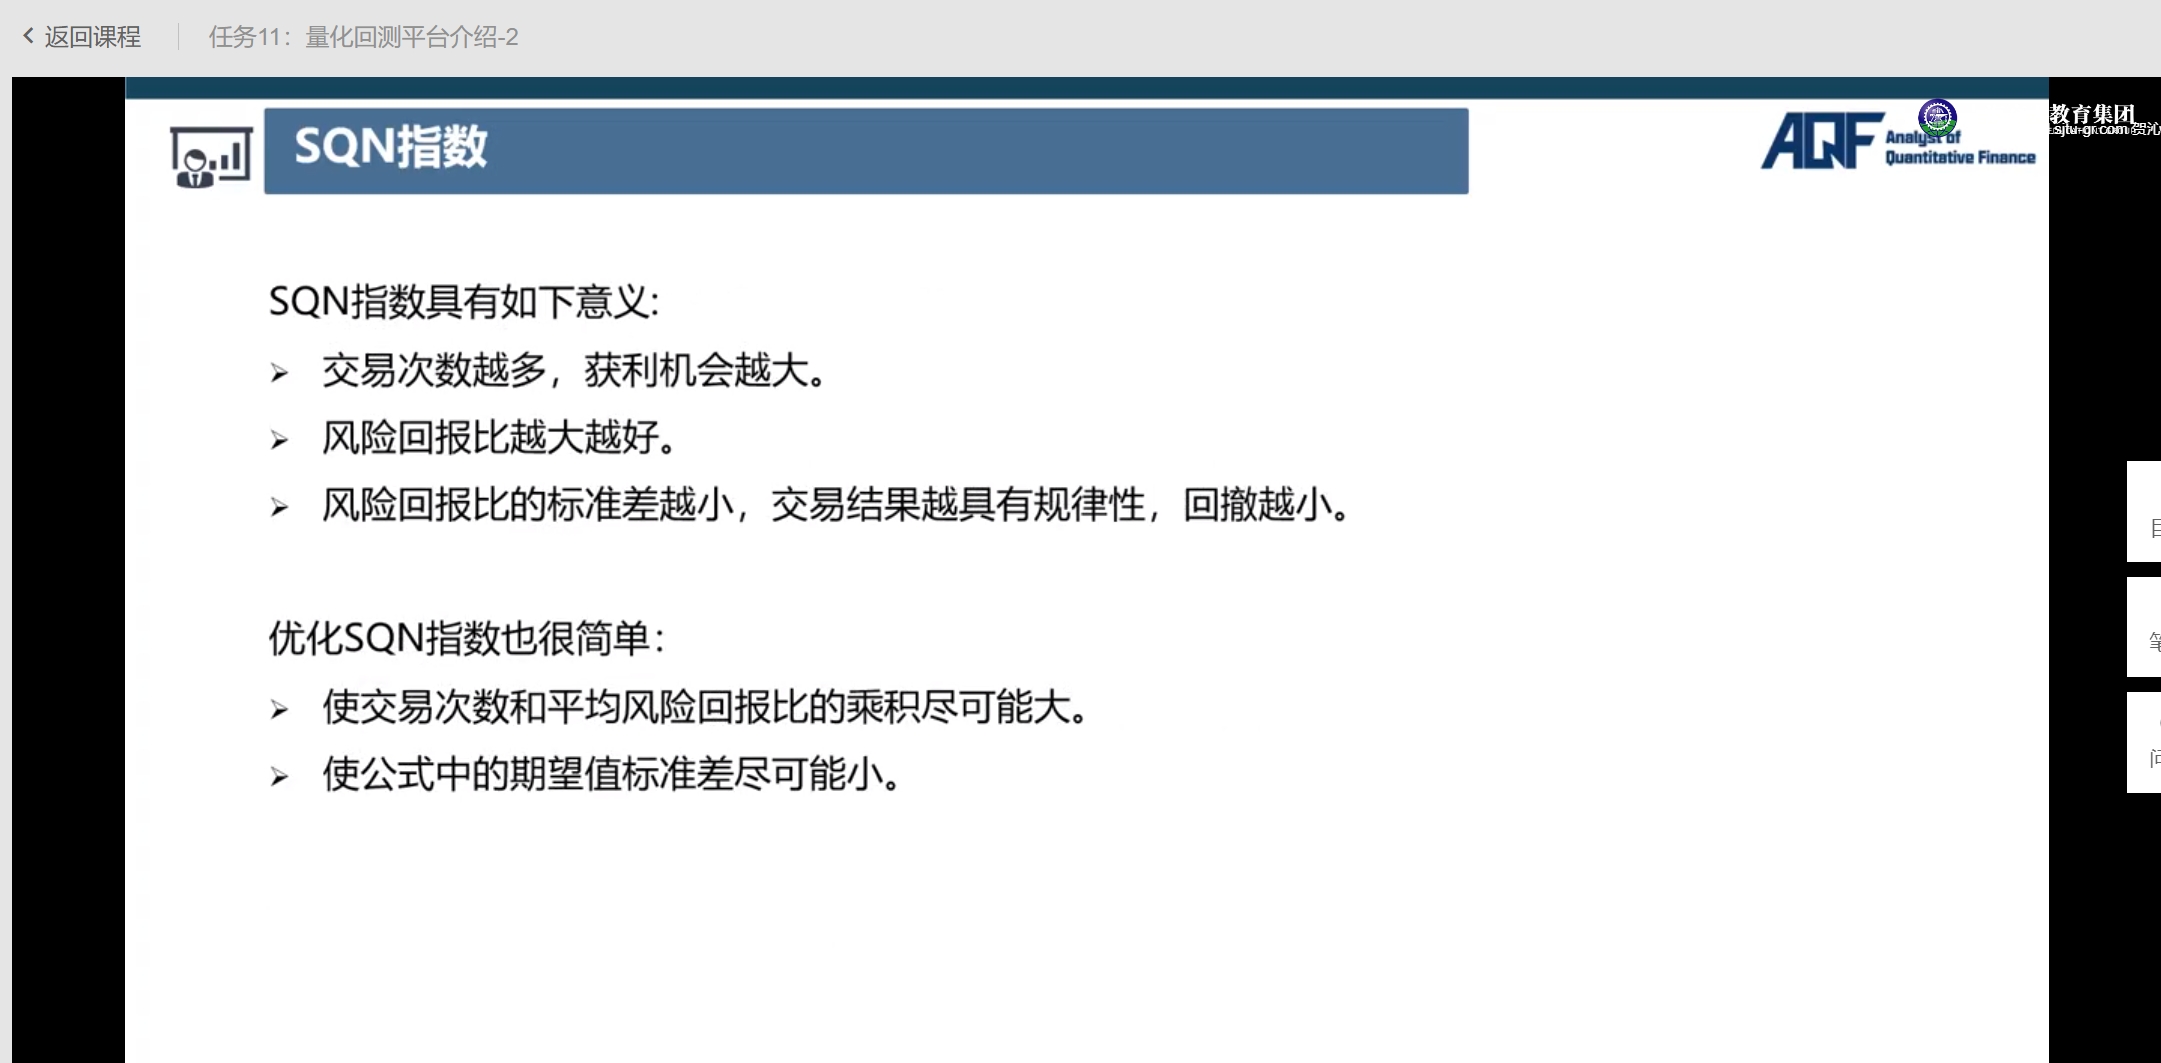 返回课程
任务11：量化回测平台介绍-2
SQN指数
AQF Analyst of
Quantitative Finance
教育集团
sjtu-gr.com 贺沁
SQN指数具有如下意义:
➢ 交易次数越多，获利机会越大。
➢ 风险回报比越大越好。
➢ 风险回报比的标准差越小，交易结果越具有规律性，回撤越小。
优化SQN指数也很简单：
➢ 使交易次数和平均风险回报比的乘积尽可能大。
➢ 使公式中的期望值标准差尽可能小。